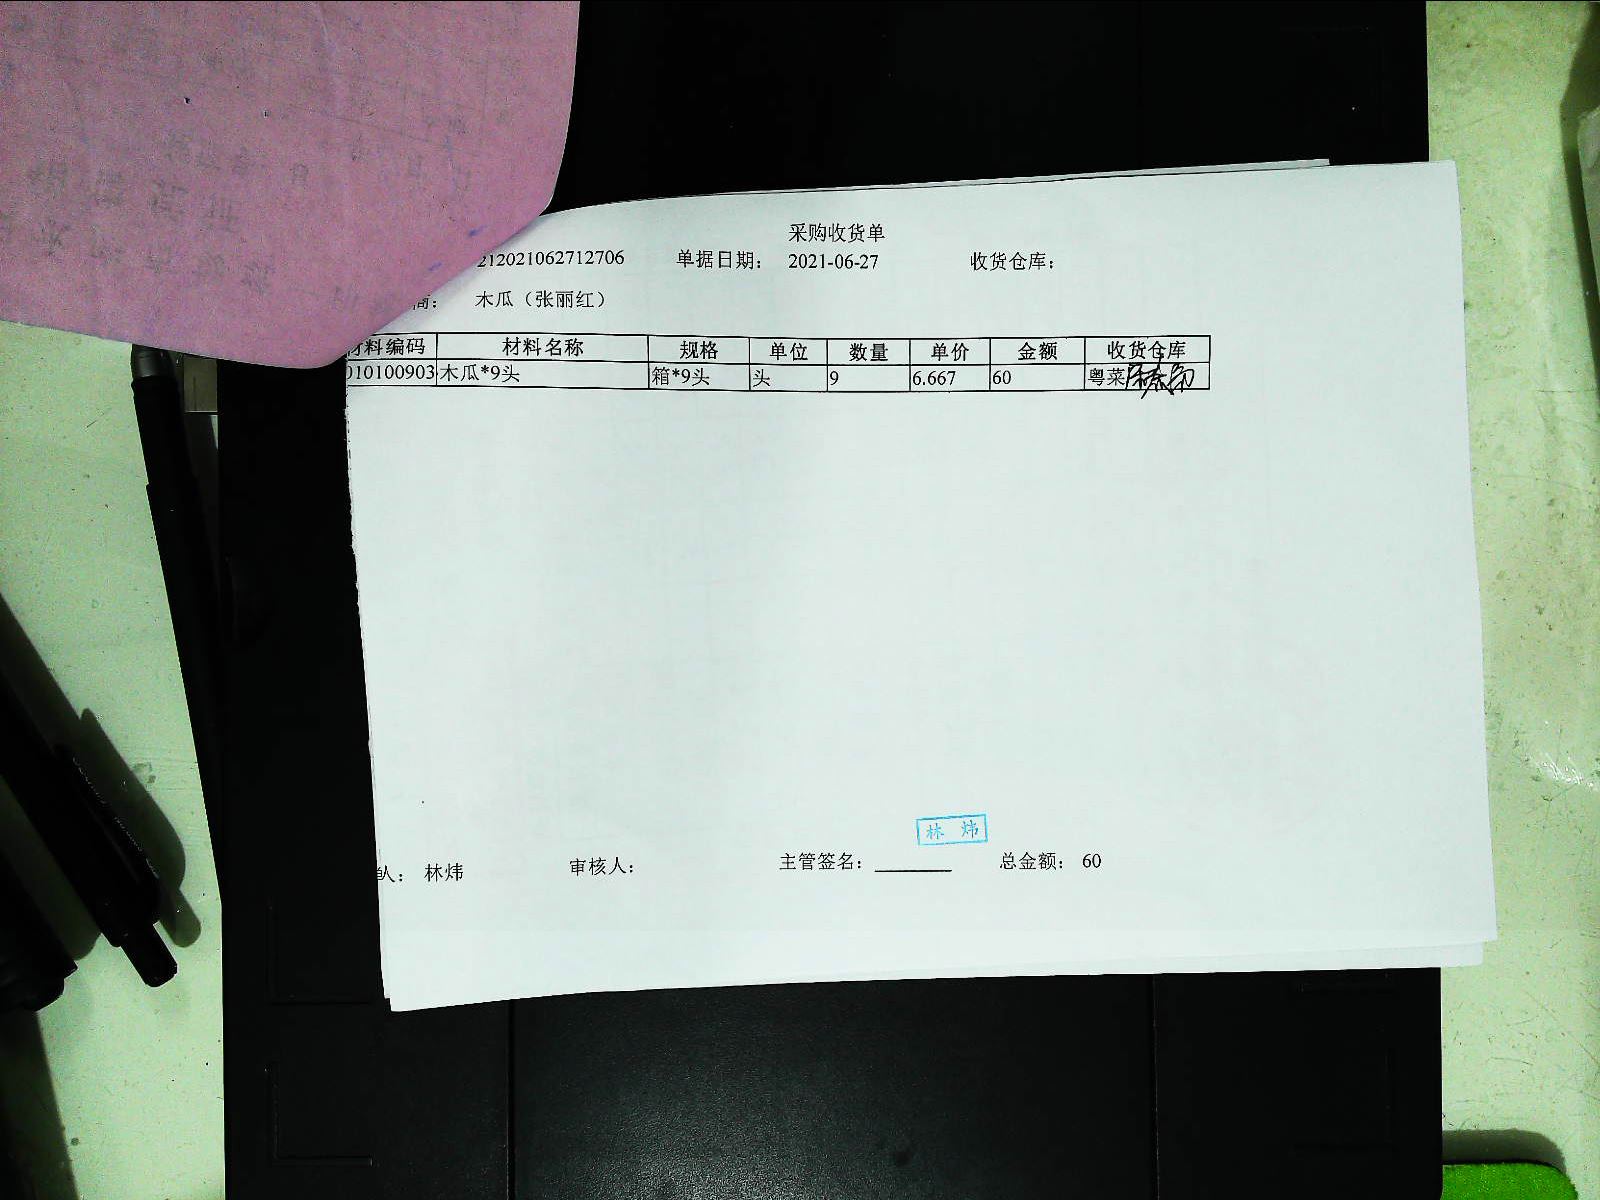 采购收货单
212021062712706 单据日期： 2021-06-27 收货仓库：
商： 木瓜（张丽红）
材料编码 材料名称 规格 单位 数量 单价 金额 收货仓库
010100903 木瓜*9头 箱*9头 头 9 6.667 60 粤菜
林 炜
人： 林炜 审核人： 主管签名： 总金额： 60